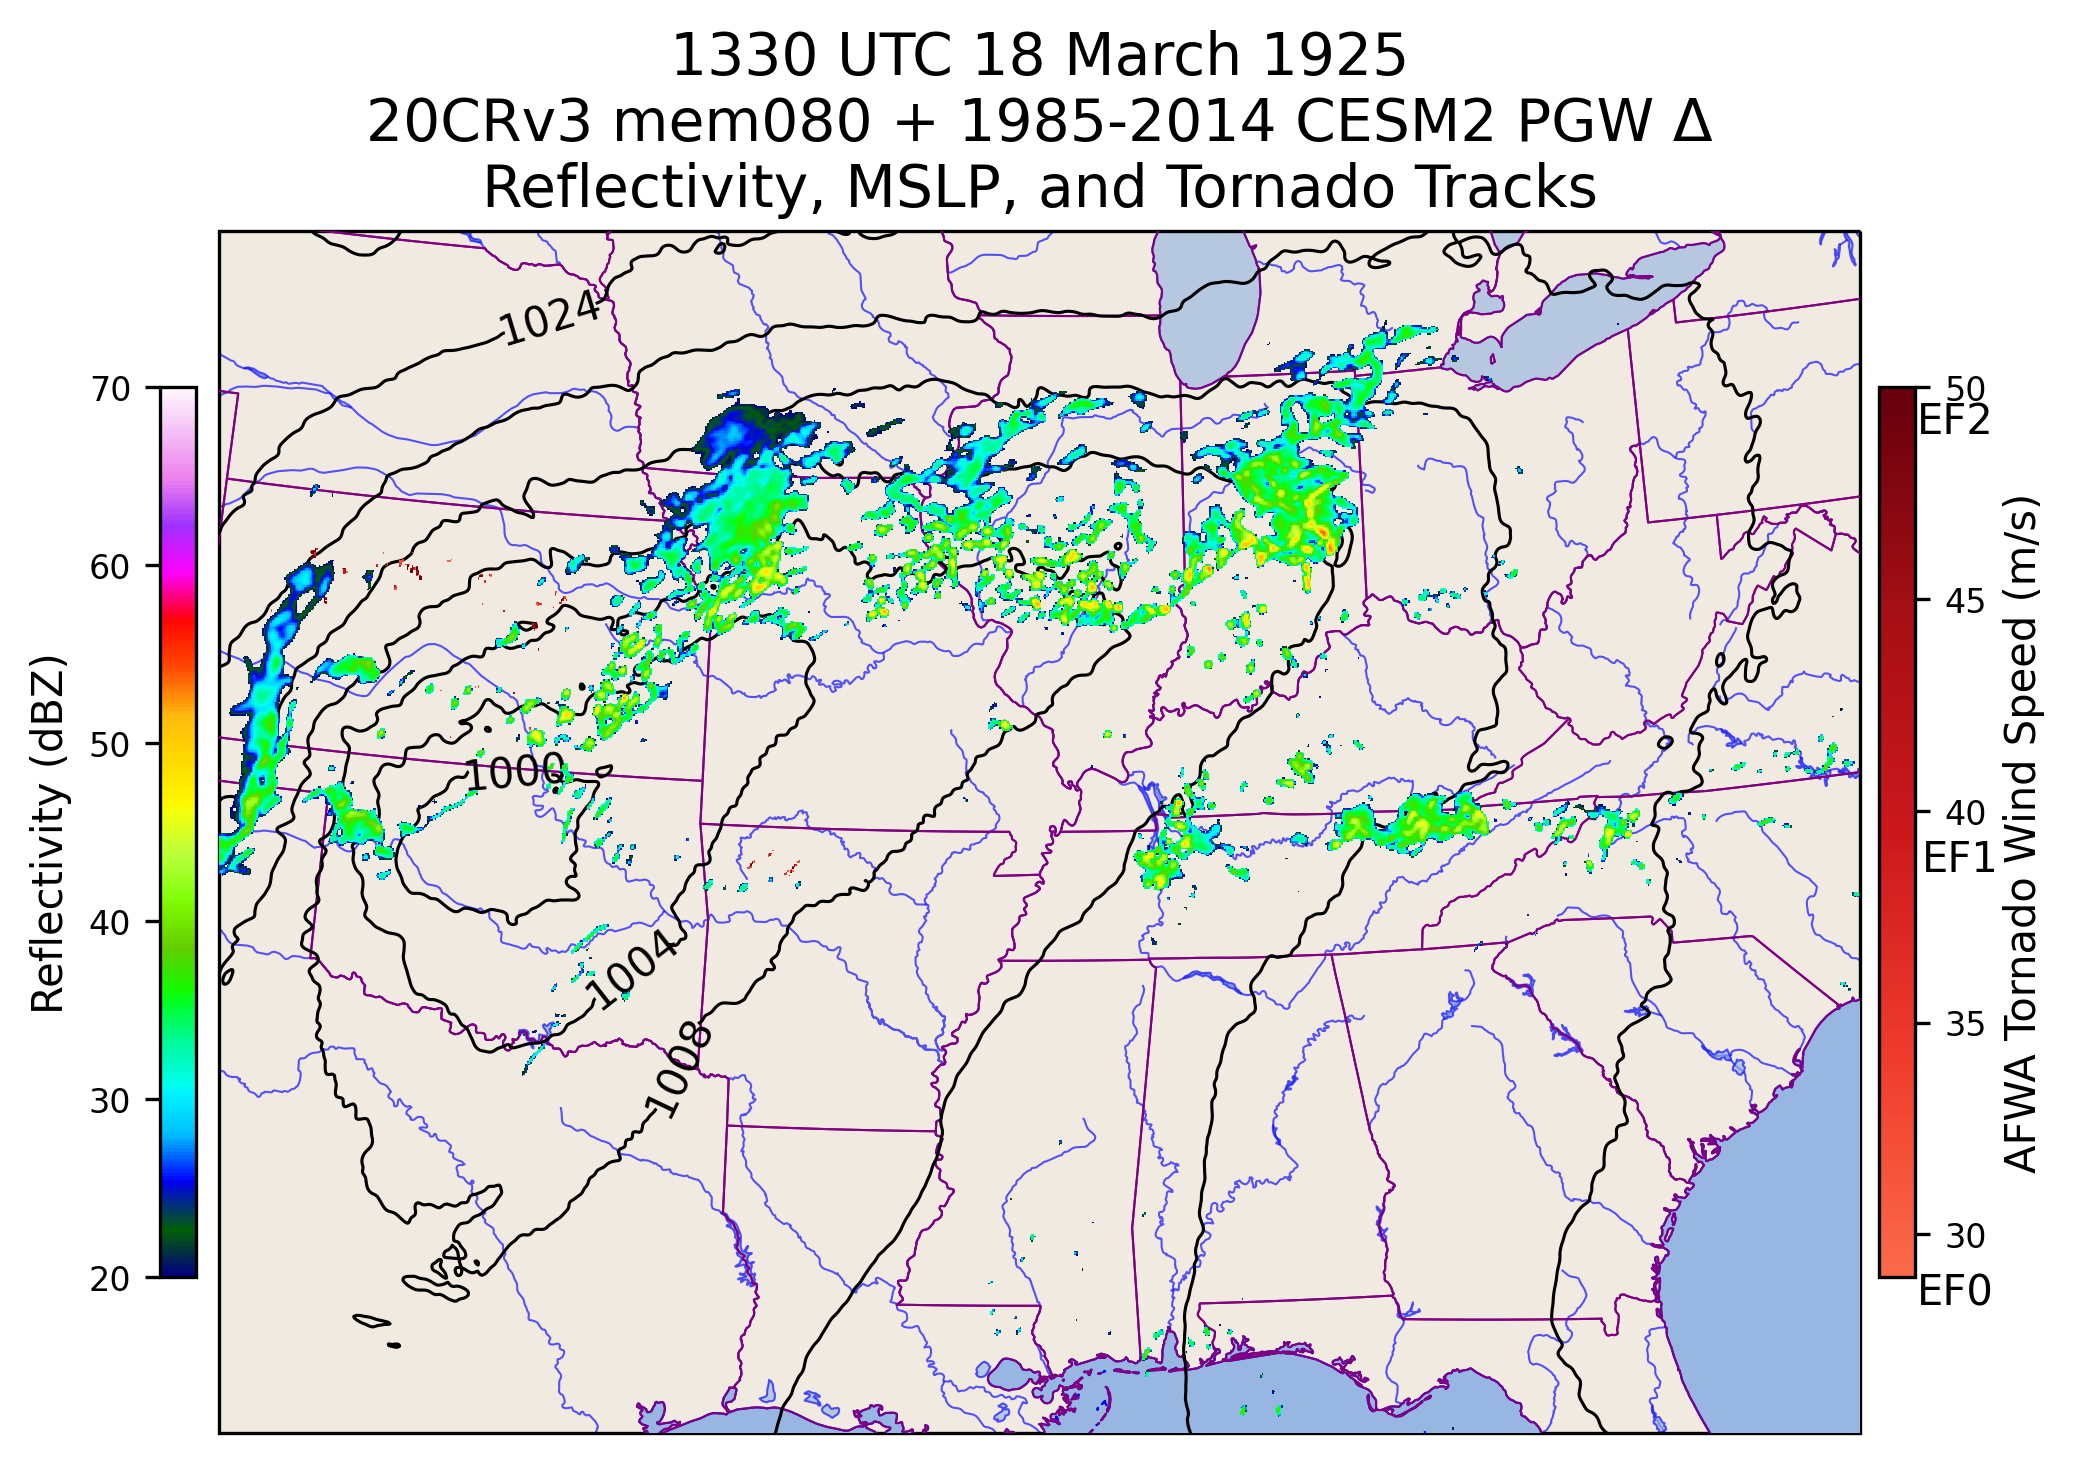 1330 UTC 18 March 1925
20CRv3 mem080 + 1985-2014 CESM2 PGW Δ
Reflectivity, MSLP, and Tornado Tracks
1024
1000
1004
1008
70
60
50
40
30
20
Reflectivity (dBZ)
50
EF2
45
40
EF1
35
30
EF0
AFWA Tornado Wind Speed (m/s)